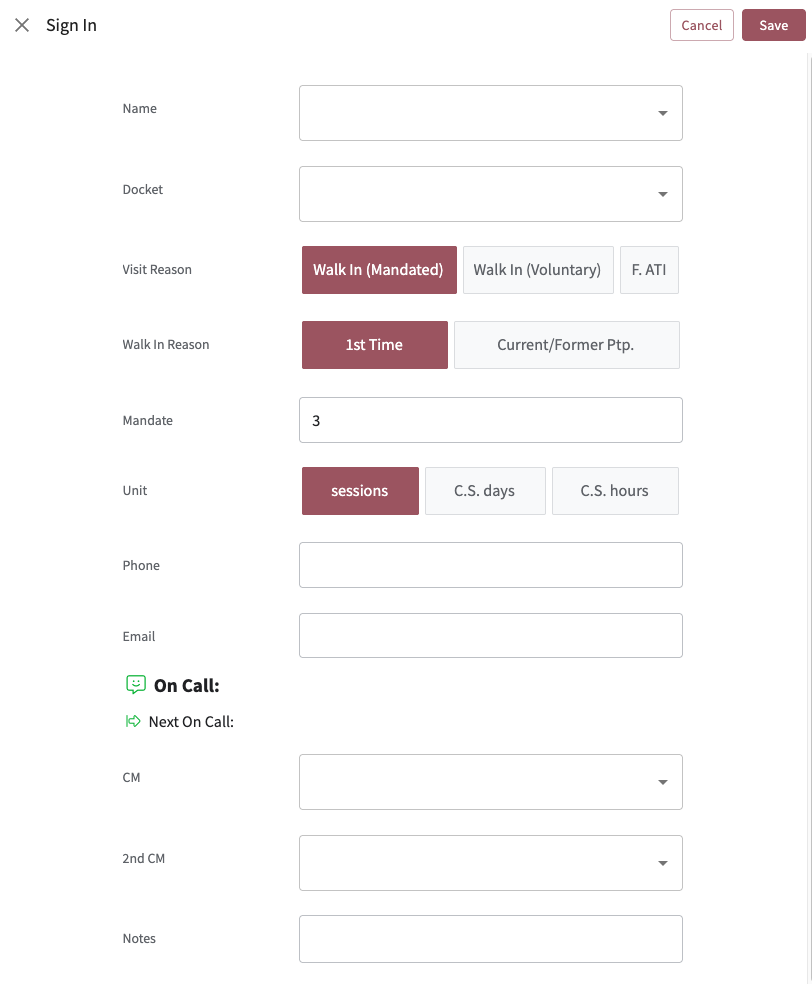 Sign In
Cancel
Save
Name
Docket
Visit Reason
Walk In (Mandated)
Walk In (Voluntary)
F. ATI
Walk In Reason
1st Time
Current/Former Ptp.
Mandate
3
Unit
sessions
C.S. days
C.S. hours
Phone
Email
On Call:
Next On Call:
CM
2nd CM
Notes